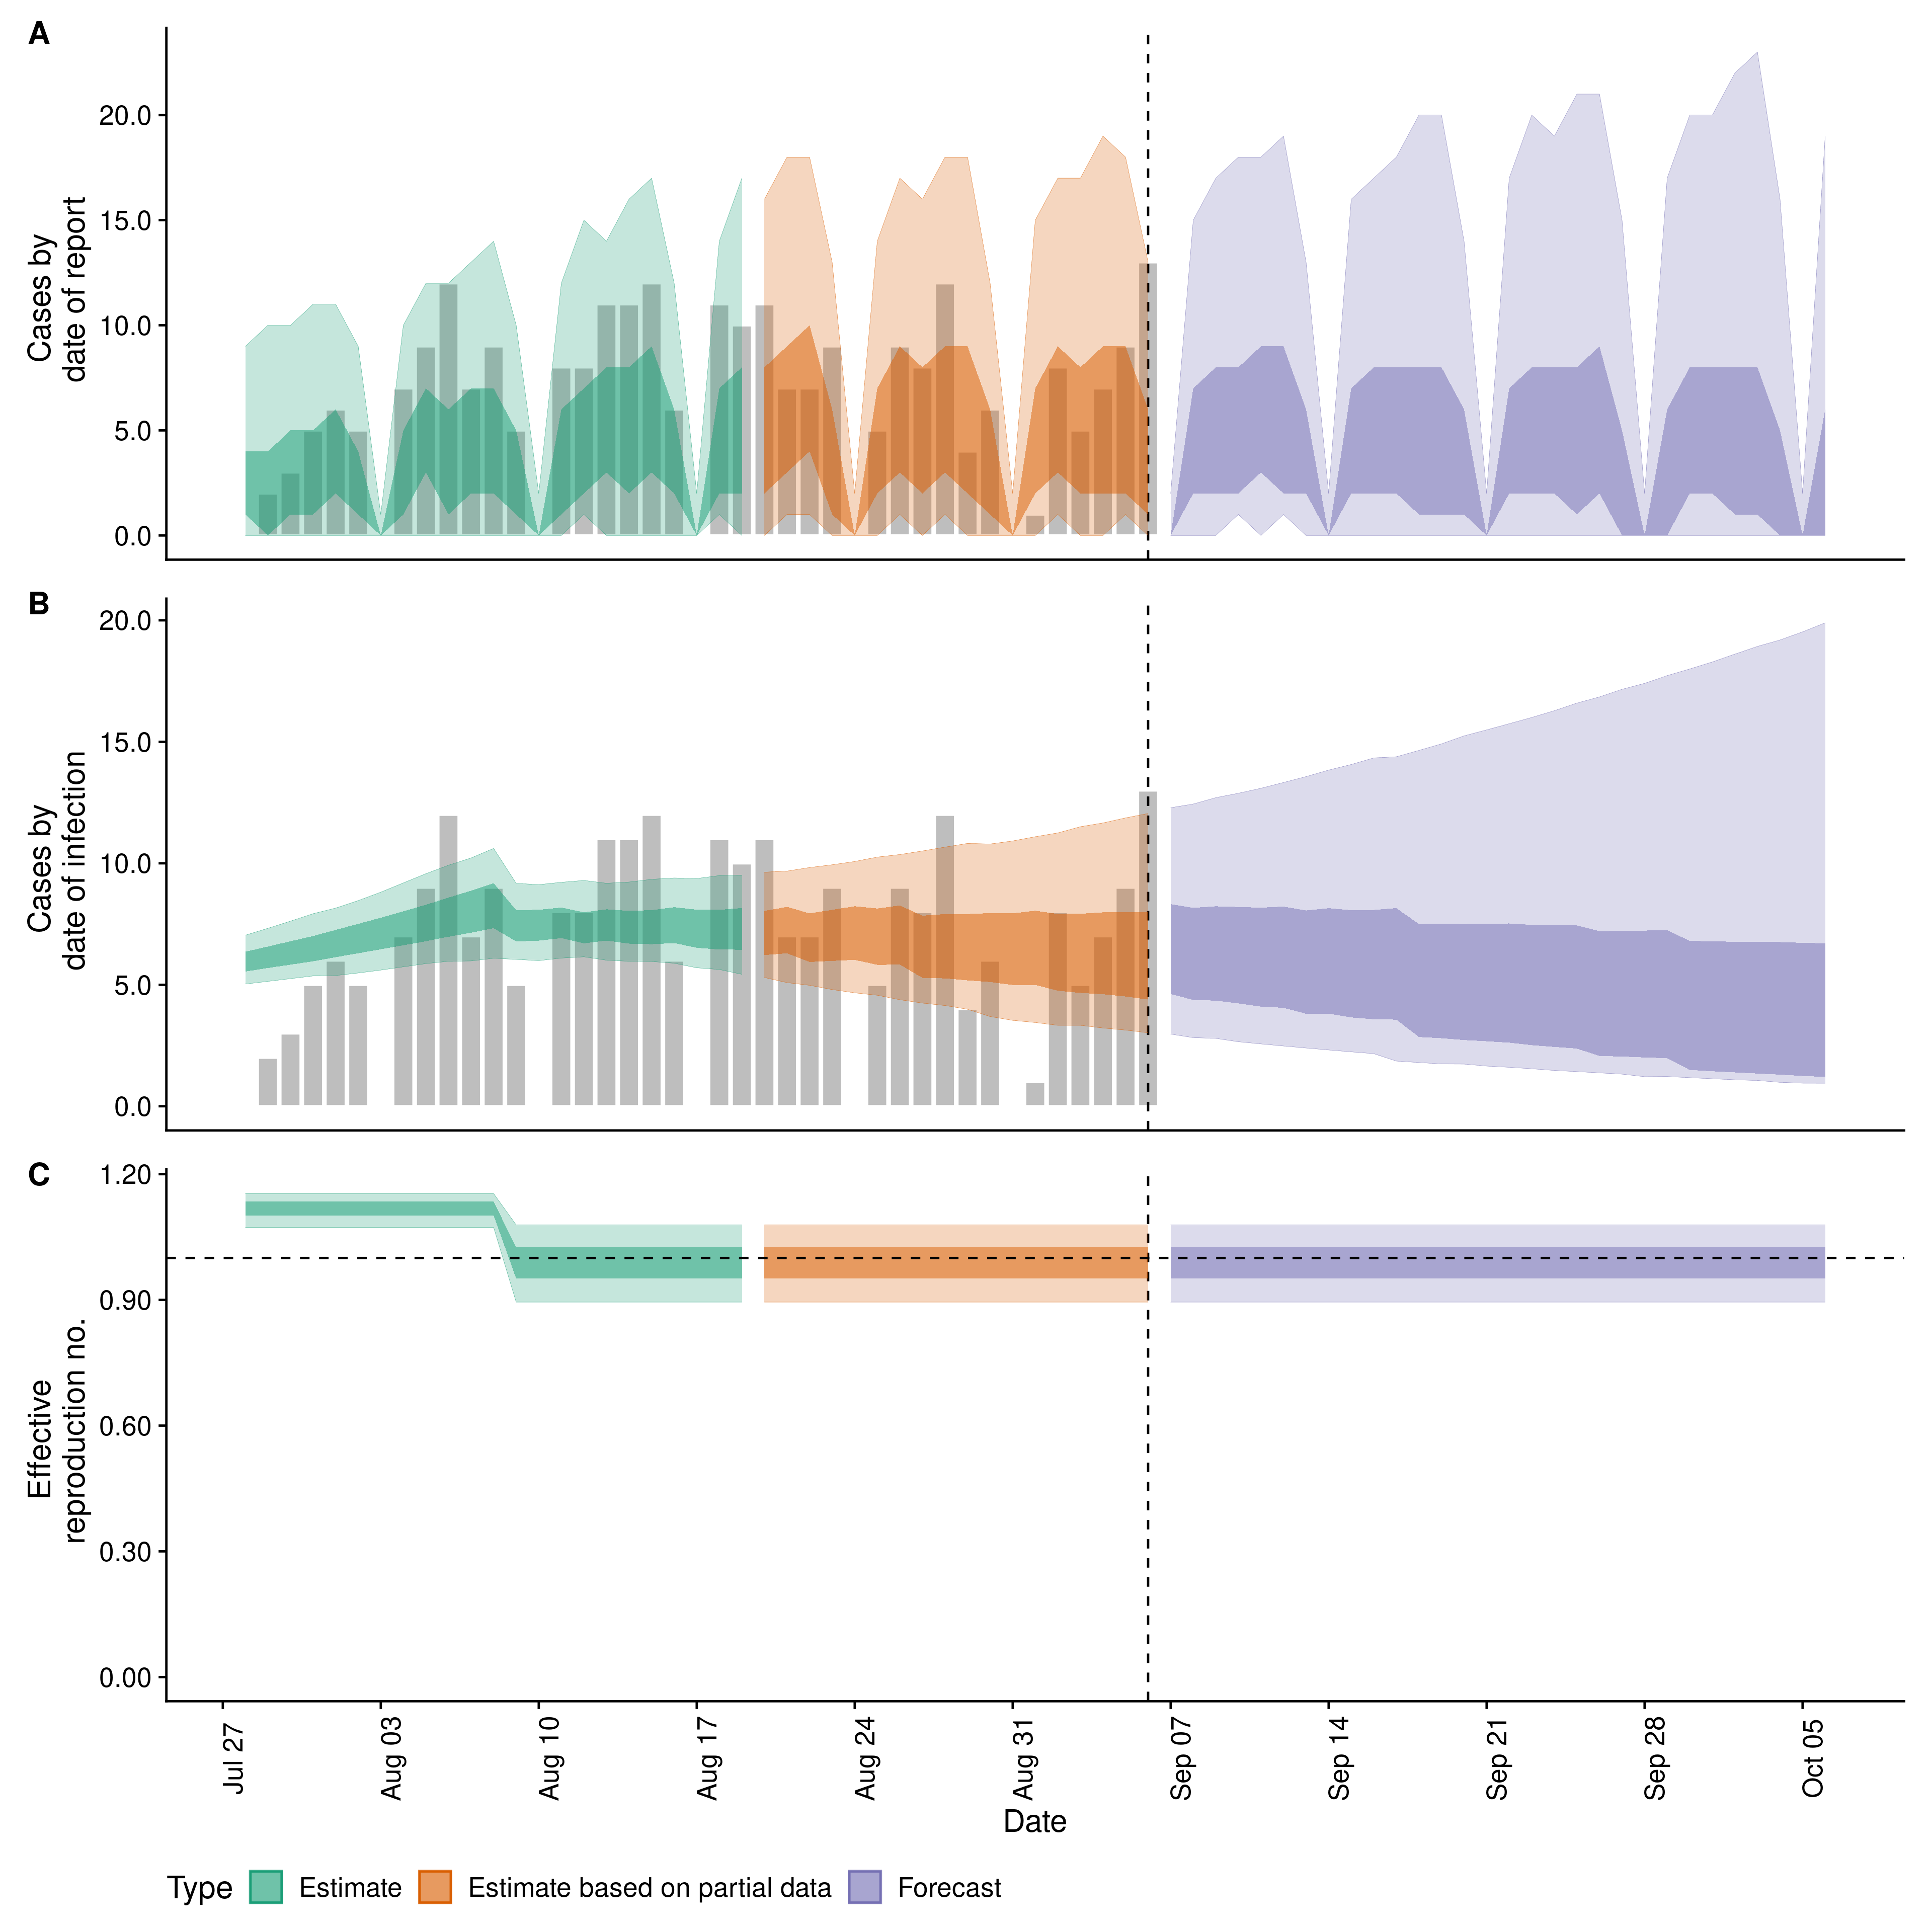 A
20.0
15.0
10.0
5.0
0.0
Cases by
date of report
B
20.0
15.0
10.0
5.0
0.0
Cases by
date of infection
C
1.20
0.90
0.60
0.30
0.00
Effective
reproduction no.
Jul 27
Aug 03
Aug 10
Aug 17
Aug 24
Aug 31
Sep 07
Sep 14
Sep 21
Sep 28
Oct 05
Date
Type Estimate Estimate based on partial data Forecast